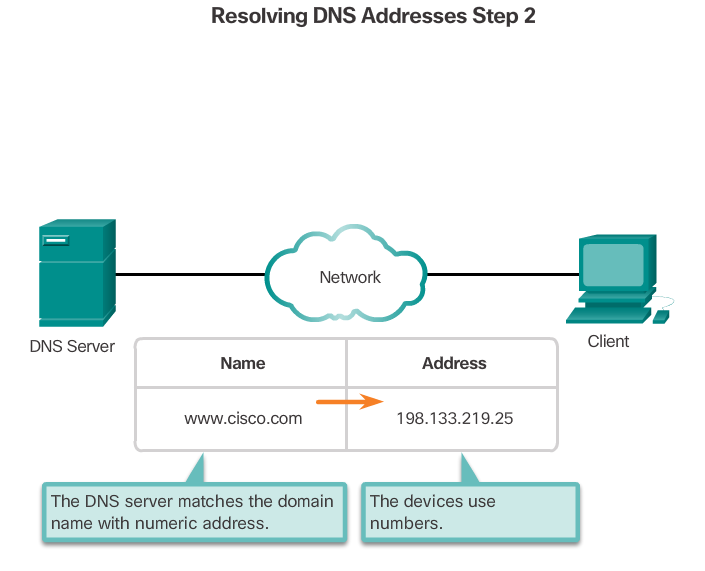 Resolving DNS Addresses Step 2
Network
DNS Server
Client
Name
Address
www.cisco.com
198.133.219.25
The DNS server matches the domain
name with numeric address.
The devices use
numbers.